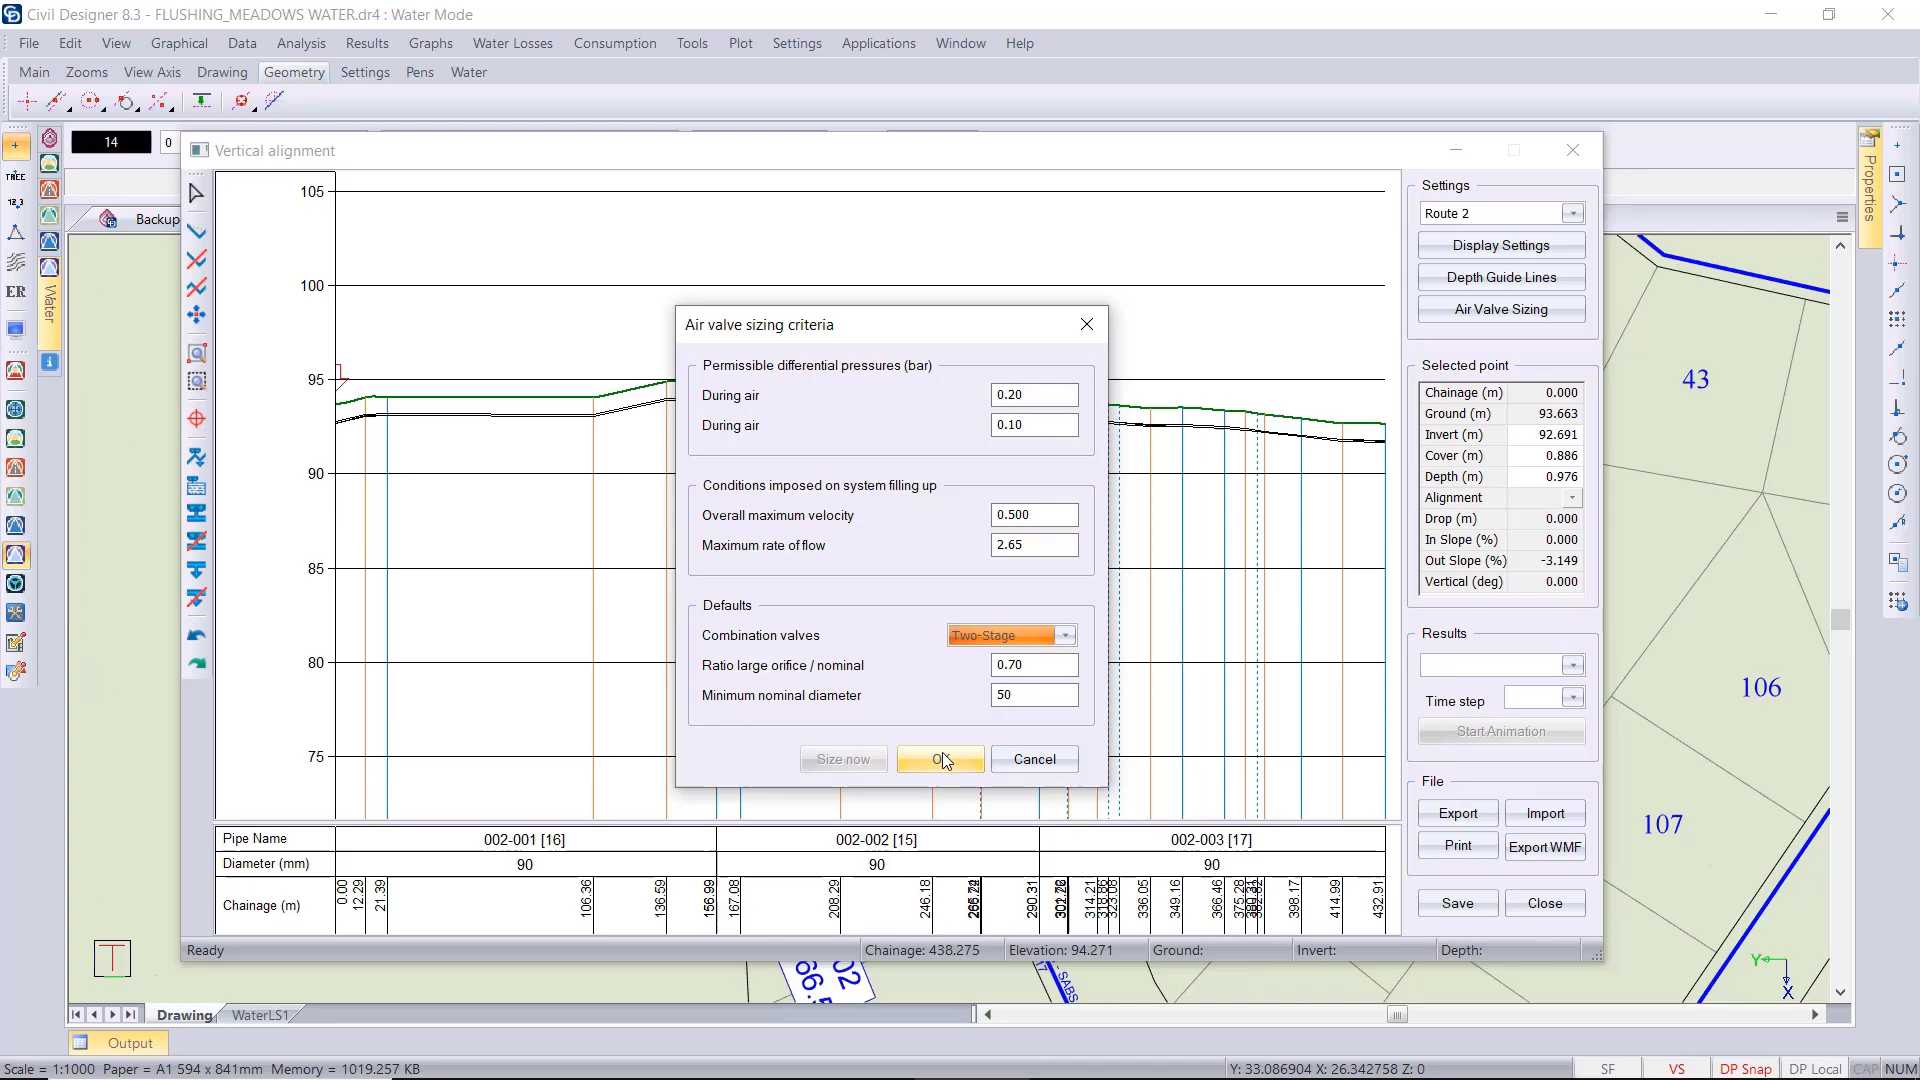 Civil Designer 8.3 - FLUSHING_MEADOWS WATER.dr4 : Water Mode
File Edit View Graphical Data Analysis Results Graphs Water Losses Consumption Tools Plot Settings Applications Window Help
Main Zooms View Axis Drawing Geometry Settings Pens Water
14 0
Vertical alignment
Backup
TREE
12.3
ER
Water
Properties
105
100
95
90
85
80
75
Air valve sizing criteria
Permissible differential pressures (bar)
During air 0.20
During air 0.10
Conditions imposed on system filling up
Overall maximum velocity 0.500
Maximum rate of flow 2.65
Defaults
Combination valves Two-Stage
Ratio large orifice / nominal 0.70
Minimum nominal diameter 50
Size now Cancel
Settings
Route 2
Display Settings
Depth Guide Lines
Air Valve Sizing
Selected point
Chainage (m) 0.000
Ground (m) 93.663
Invert (m) 92.691
Cover (m) 0.886
Depth (m) 0.976
Alignment
Drop (m) 0.000
In Slope (%) 0.000
Out Slope (%) -3.149
Vertical (deg) 0.000
Results
Time step
Start Animation
File
Export Import
Print Export WMF
Save Close
43
106
107
Pipe Name 002-001 [16] 002-002 [15] 002-003 [17]
Diameter (mm) 90 90 90
Chainage (m) 0.00 12.29 21.39 106.36 136.59 156.99 167.08 208.29 246.18 290.31 314.21 336.05 349.16 366.46 375.28 398.17 414.99 432.91
Ready Chainage: 438.275 Elevation: 94.271 Ground: Invert: Depth:
02
17 - SABS
Y X
Drawing WaterLS1
Output
Scale = 1:1000 Paper = A1 594 x 841mm Memory = 1019.257 KB Y: 33.086904 X: 26.342758 Z: 0 SF VS DP Snap DP Local CAP NUM